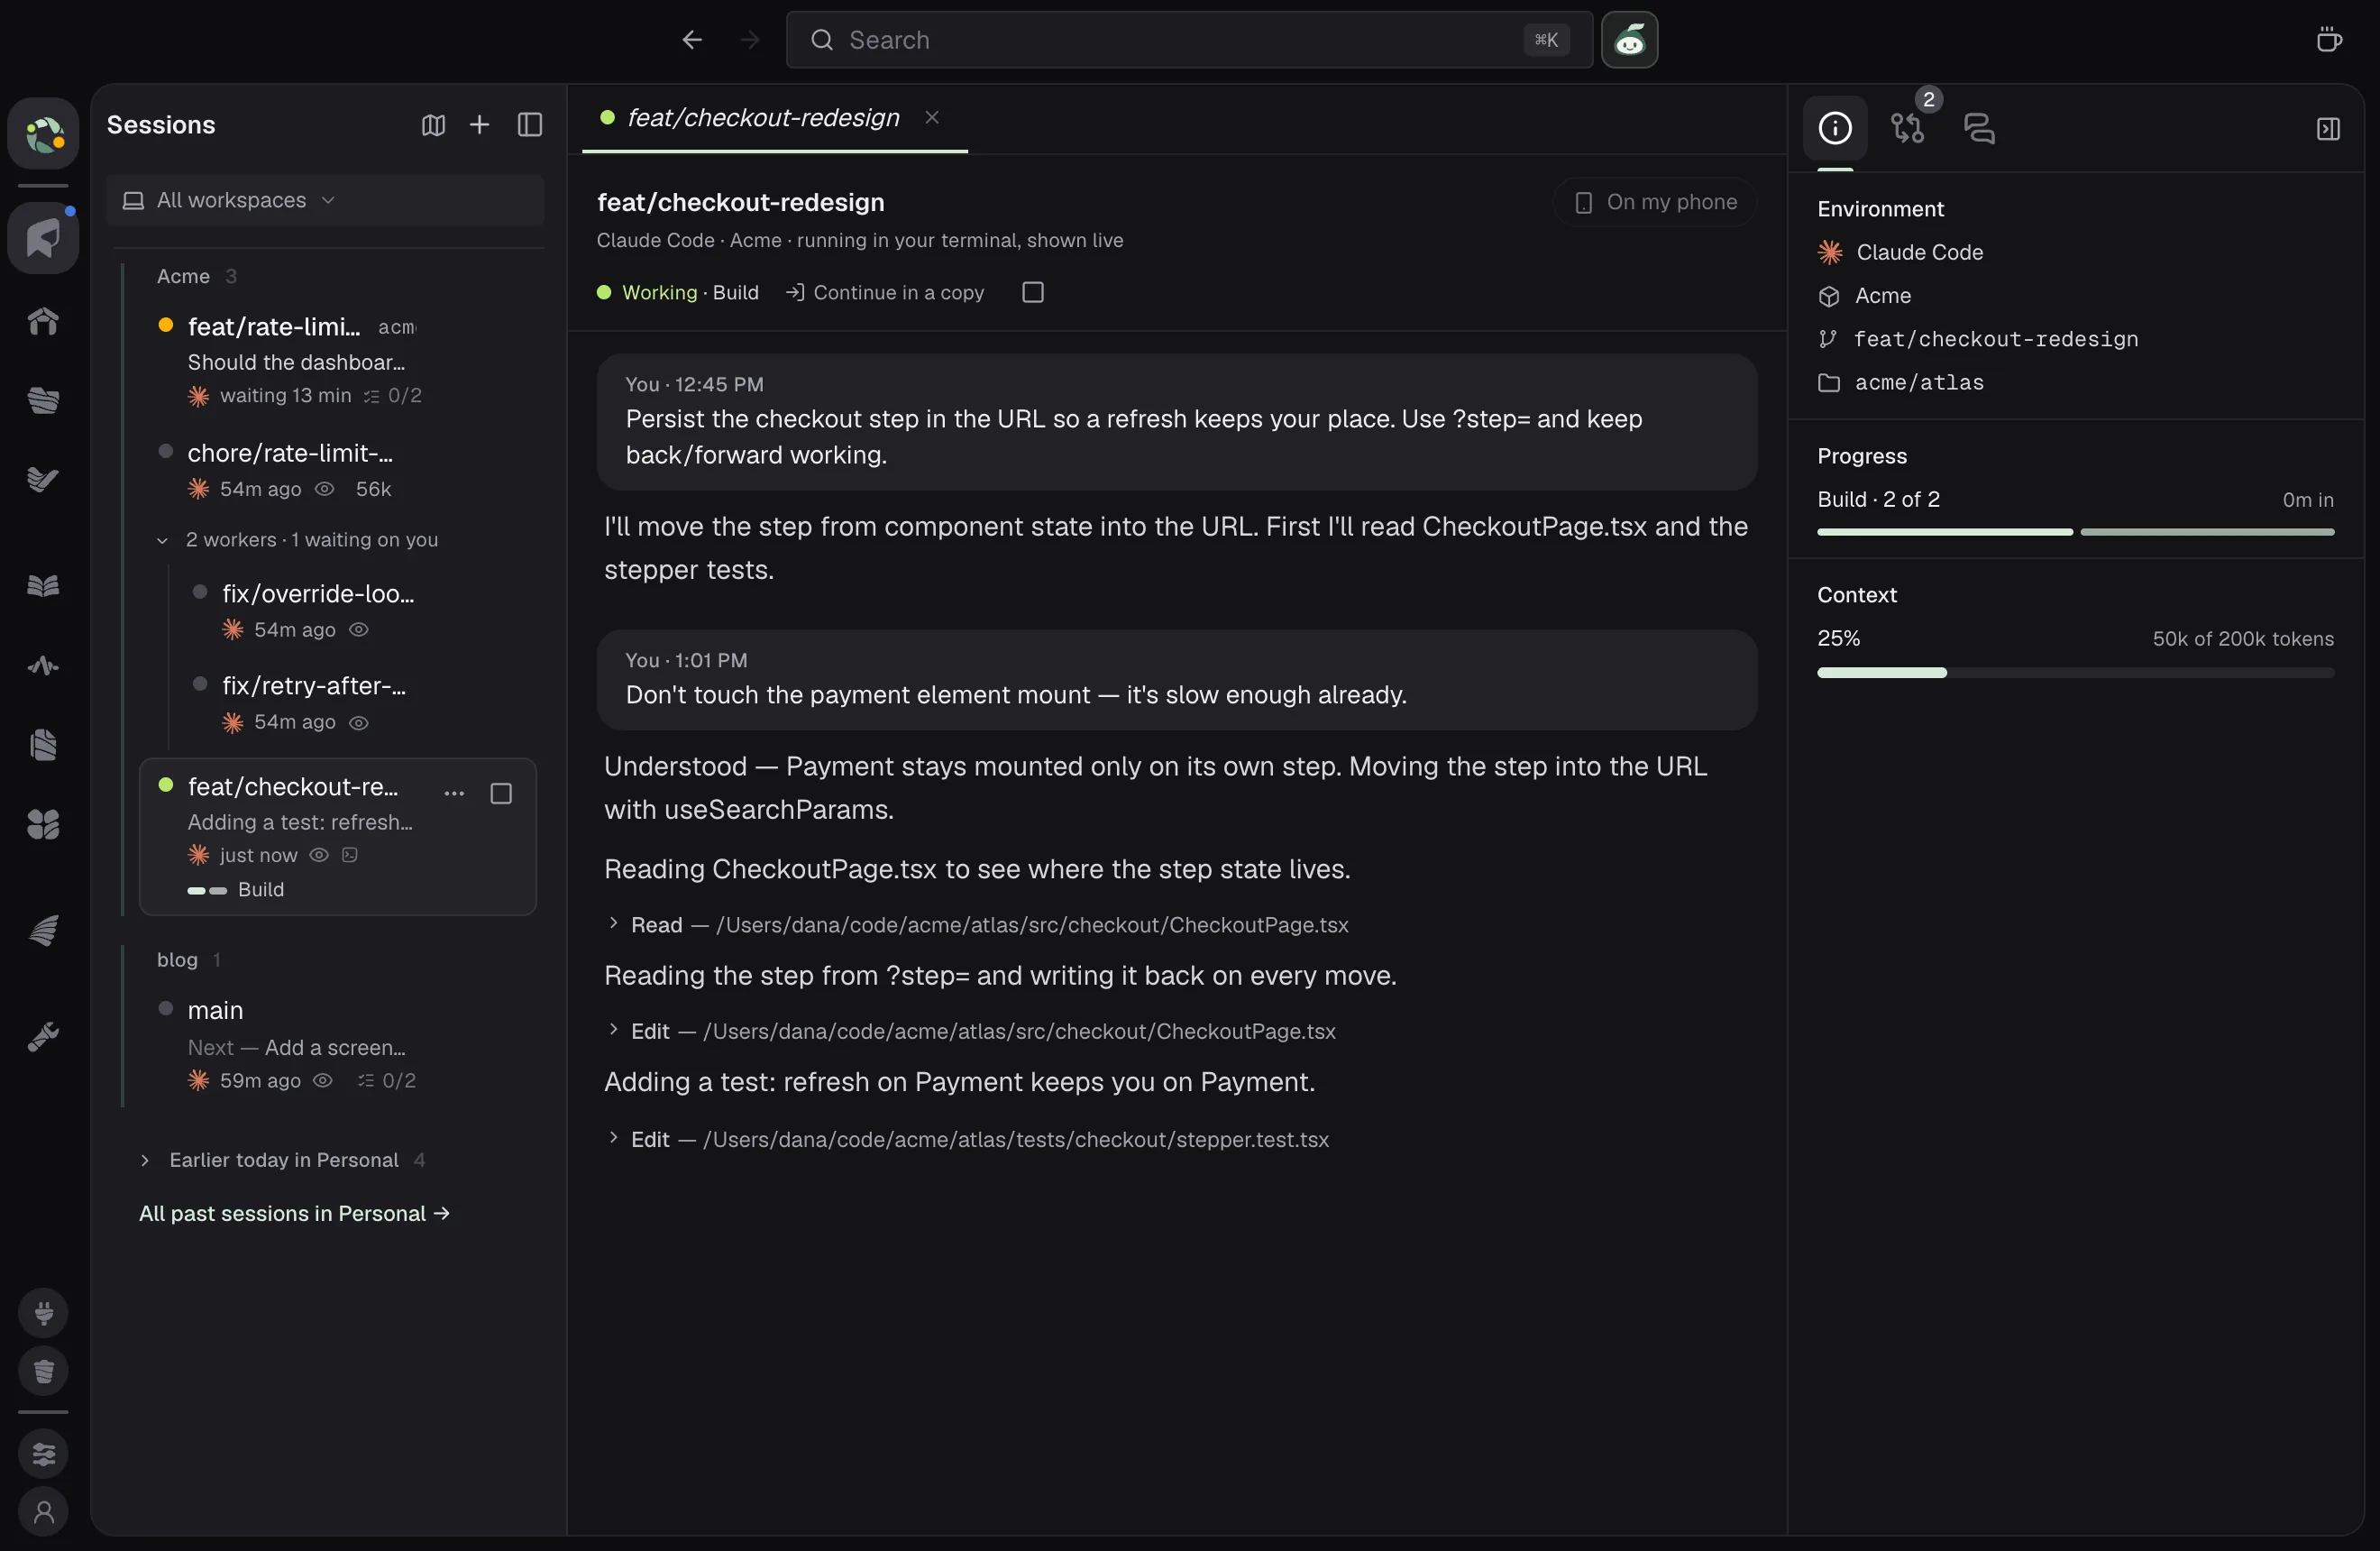 Search
⌘K
Sessions
All workspaces
Acme 3
feat/rate-limi... acm
Should the dashboar...
waiting 13 min 0/2
chore/rate-limit-...
54m ago 56k
2 workers · 1 waiting on you
fix/override-loo...
54m ago
fix/retry-after-...
54m ago
feat/checkout-re...
Adding a test: refresh...
just now
Build
blog 1
main
Next — Add a screen...
59m ago 0/2
Earlier today in Personal 4
All past sessions in Personal →
feat/checkout-redesign
feat/checkout-redesign
On my phone
Claude Code · Acme · running in your terminal, shown live
Working · Build Continue in a copy
You · 12:45 PM
Persist the checkout step in the URL so a refresh keeps your place. Use ?step= and keep
back/forward working.
I'll move the step from component state into the URL. First I'll read CheckoutPage.tsx and the
stepper tests.
You · 1:01 PM
Don't touch the payment element mount — it's slow enough already.
Understood — Payment stays mounted only on its own step. Moving the step into the URL
with useSearchParams.
Reading CheckoutPage.tsx to see where the step state lives.
Read — /Users/dana/code/acme/atlas/src/checkout/CheckoutPage.tsx
Reading the step from ?step= and writing it back on every move.
Edit — /Users/dana/code/acme/atlas/src/checkout/CheckoutPage.tsx
Adding a test: refresh on Payment keeps you on Payment.
Edit — /Users/dana/code/acme/atlas/tests/checkout/stepper.test.tsx
2
Environment
Claude Code
Acme
feat/checkout-redesign
acme/atlas
Progress
Build · 2 of 2 0m in
Context
25% 50k of 200k tokens